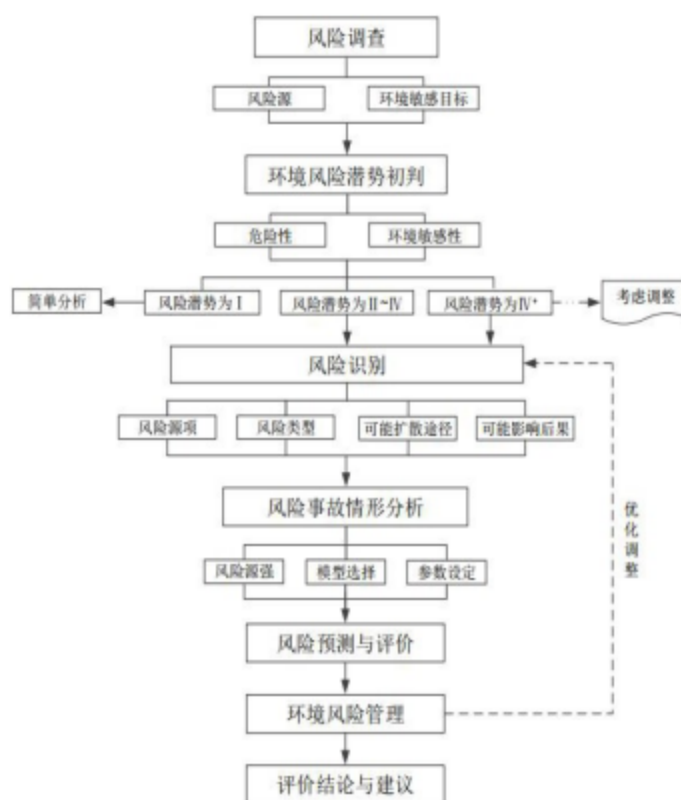 风险调查
风险源
环境敏感目标
环境风险潜势初判
危险性
环境敏感性
简单分析
风险潜势为Ⅰ
风险潜势为Ⅱ~Ⅳ
风险潜势为Ⅳ⁺
考虑调整
风险识别
风险源项
风险类型
可能扩散途径
可能影响后果
风险事故情形分析
风险源强
模型选择
参数设定
优化调整
风险预测与评价
环境风险管理
评价结论与建议